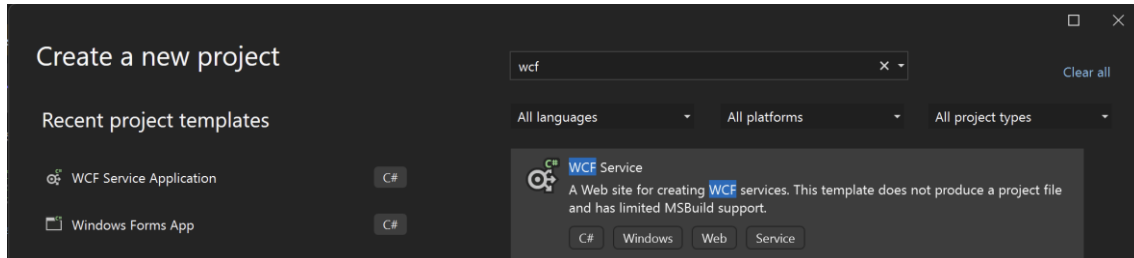 Create a new project
wcf
Clear all
Recent project templates
All languages
All platforms
All project types
WCF Service Application
C#
Windows Forms App
C#
C#
WCF Service
A Web site for creating WCF services. This template does not produce a project file
and has limited MSBuild support.
C#
Windows
Web
Service